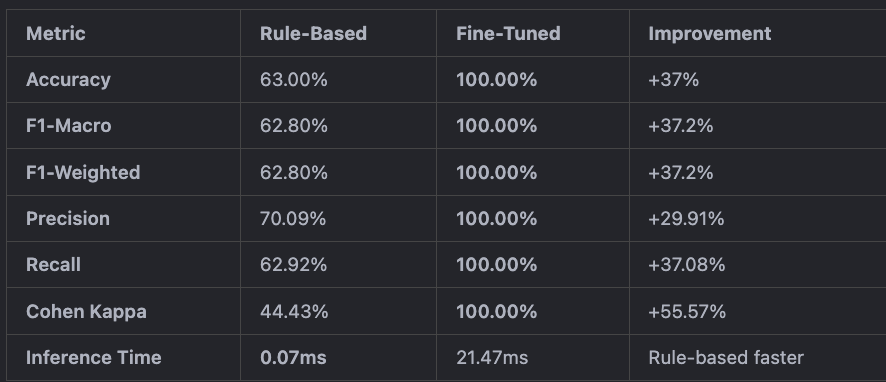 Metric Rule-Based Fine-Tuned Improvement
Accuracy 63.00% 100.00% +37%
F1-Macro 62.80% 100.00% +37.2%
F1-Weighted 62.80% 100.00% +37.2%
Precision 70.09% 100.00% +29.91%
Recall 62.92% 100.00% +37.08%
Cohen Kappa 44.43% 100.00% +55.57%
Inference Time 0.07ms 21.47ms Rule-based faster